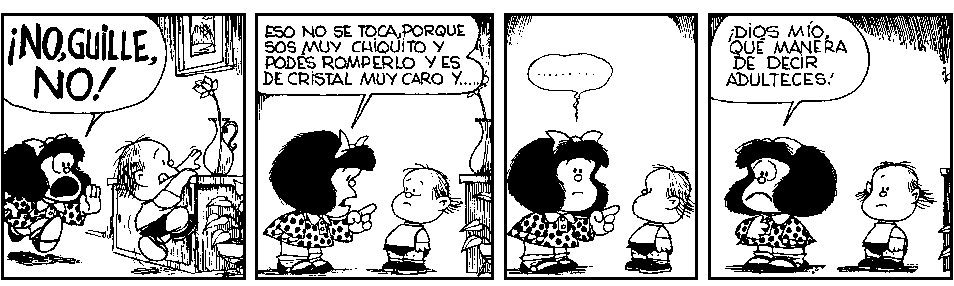 ¡NO, GUILLE,
NO!
ESO NO SE TOCA, PORQUE
SOS MUY CHIQUITO Y
PODÉS ROMPERLO Y ES
DE CRISTAL MUY CARO Y.....
.........
¡DIOS MÍO,
QUÉ MANERA
DE DECIR
ADULTECES!